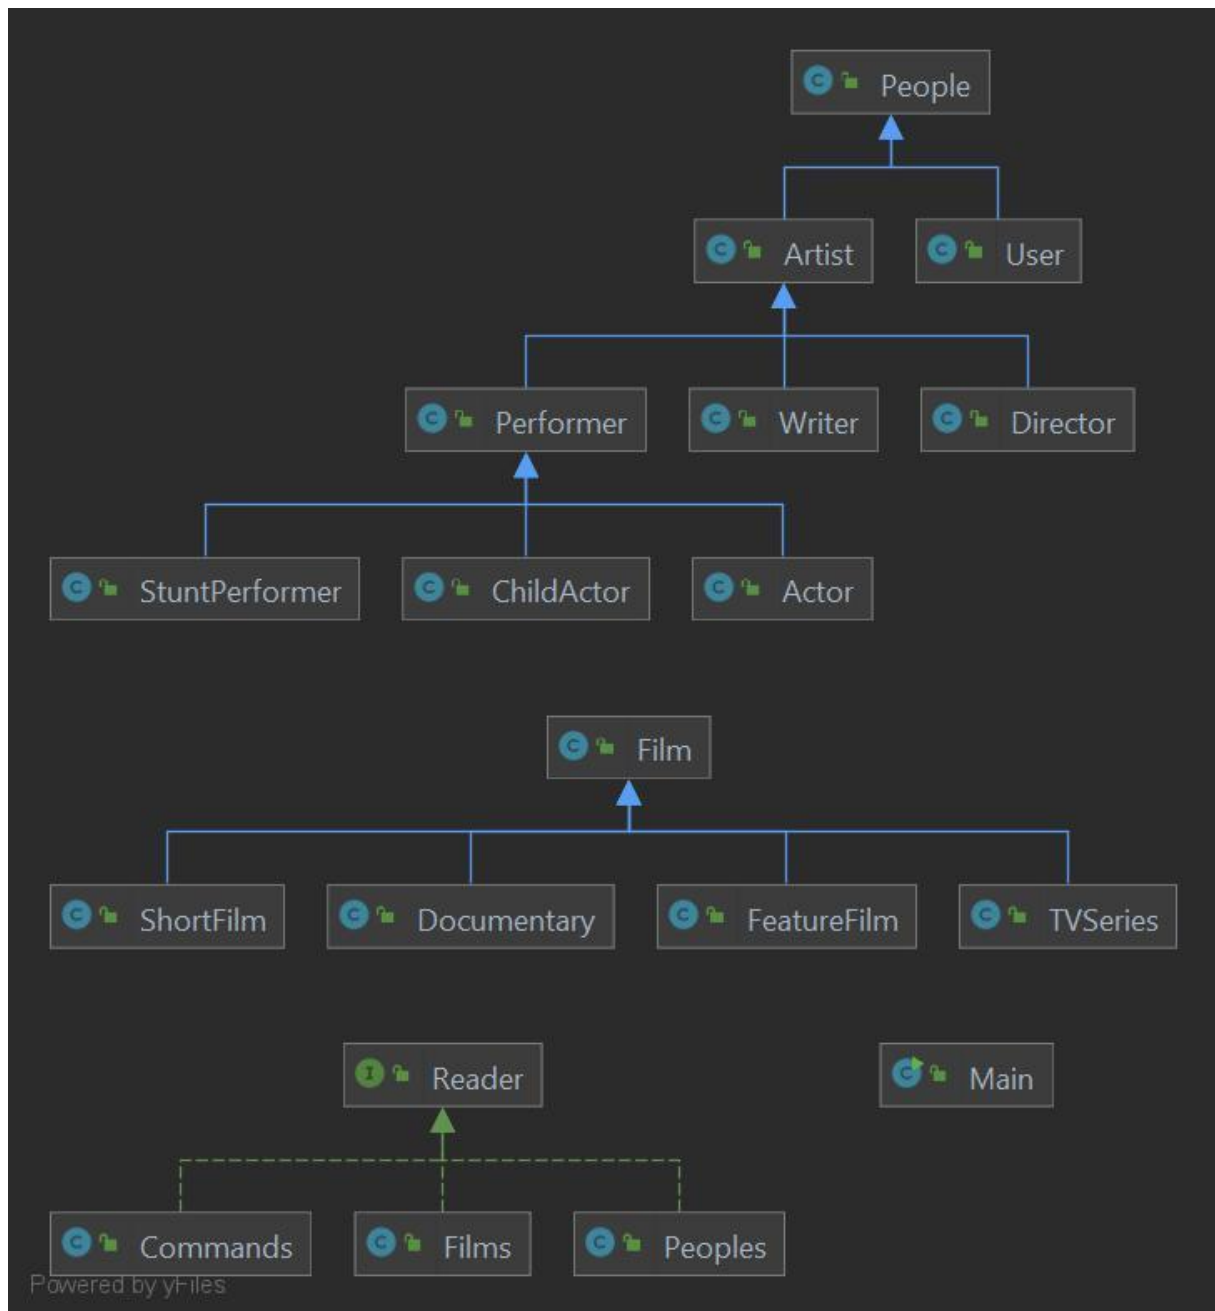 People
Artist
User
Performer
Writer
Director
StuntPerformer
ChildActor
Actor
Film
ShortFilm
Documentary
FeatureFilm
TVSeries
Reader
Main
Commands
Films
Peoples
Powered by yFiles